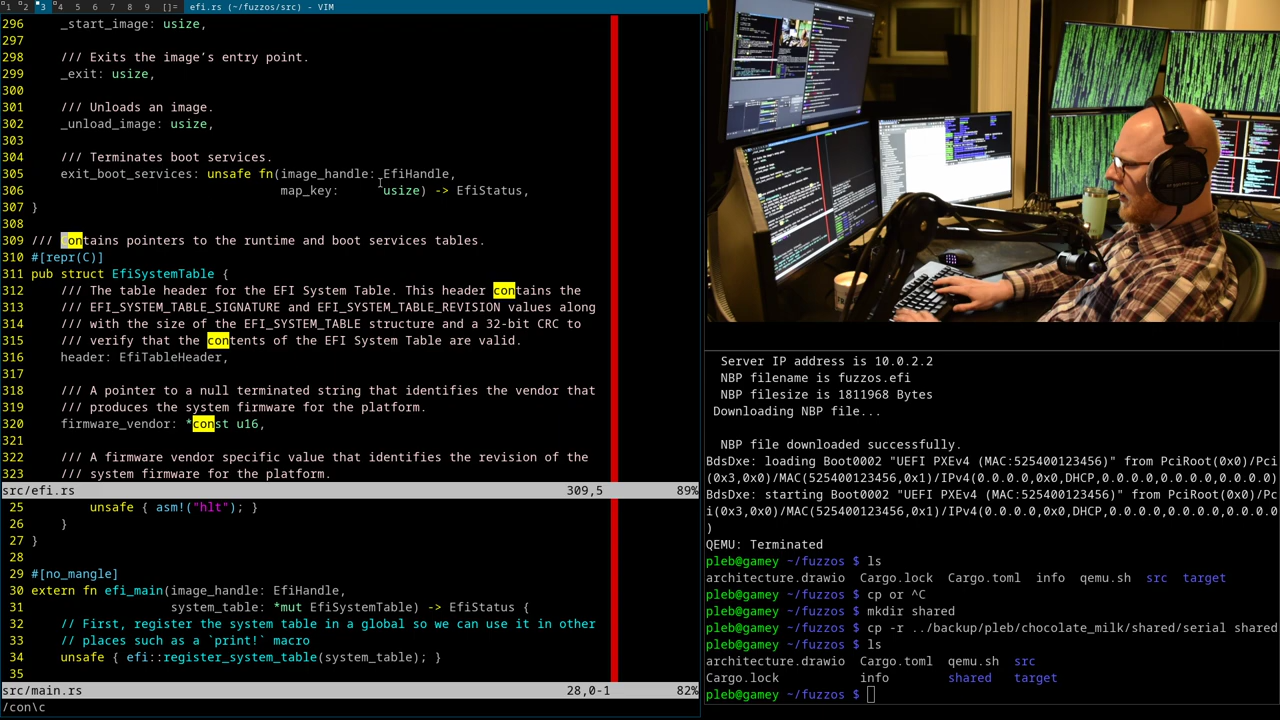 1 2 3 4 5 6 7 8 9 []= efi.rs (~/fuzzos/src) - VIM
296 _start_image: usize,
297
298 /// Exits the image's entry point.
299 _exit: usize,
300
301 /// Unloads an image.
302 _unload_image: usize,
303
304 /// Terminates boot services.
305 exit_boot_services: unsafe fn(image_handle: EfiHandle,
306 map_key: usize) -> EfiStatus,
307 }
308
309 /// Contains pointers to the runtime and boot services tables.
310 #[repr(C)]
311 pub struct EfiSystemTable {
312 /// The table header for the EFI System Table. This header contains the
313 /// EFI_SYSTEM_TABLE_SIGNATURE and EFI_SYSTEM_TABLE_REVISION values along
314 /// with the size of the EFI_SYSTEM_TABLE structure and a 32-bit CRC to
315 /// verify that the contents of the EFI System Table are valid.
316 header: EfiTableHeader,
317
318 /// A pointer to a null terminated string that identifies the vendor that
319 /// produces the system firmware for the platform.
320 firmware_vendor: *const u16,
321
322 /// A firmware vendor specific value that identifies the revision of the
323 /// system firmware for the platform.
src/efi.rs 309,5 89%
25 unsafe { asm!("hlt"); }
26 }
27 }
28
29 #[no_mangle]
30 extern fn efi_main(image_handle: EfiHandle,
31 system_table: *mut EfiSystemTable) -> EfiStatus {
32 // First, register the system table in a global so we can use it in other
33 // places such as a `print!` macro
34 unsafe { efi::register_system_table(system_table); }
35
src/main.rs 28,0-1 82%
/con\c
Server IP address is 10.0.2.2
NBP filename is fuzzos.efi
NBP filesize is 1811968 Bytes
Downloading NBP file...
NBP file downloaded successfully.
BdsDxe: loading Boot0002 "UEFI PXEv4 (MAC:525400123456)" from PciRoot(0x0)/Pci
(0x3,0x0)/MAC(525400123456,0x1)/IPv4(0.0.0.0,0x0,DHCP,0.0.0.0,0.0.0.0,0.0.0.0)
BdsDxe: starting Boot0002 "UEFI PXEv4 (MAC:525400123456)" from PciRoot(0x0)/Pc
i(0x3,0x0)/MAC(525400123456,0x1)/IPv4(0.0.0.0,0x0,DHCP,0.0.0.0,0.0.0.0,0.0.0.0
)
QEMU: Terminated
pleb@gamey ~/fuzzos $ ls
architecture.drawio Cargo.lock Cargo.toml info qemu.sh src target
pleb@gamey ~/fuzzos $ cp or ^C
pleb@gamey ~/fuzzos $ mkdir shared
pleb@gamey ~/fuzzos $ cp -r ../backup/pleb/chocolate_milk/shared/serial shared
pleb@gamey ~/fuzzos $ ls
architecture.drawio Cargo.toml qemu.sh src
Cargo.lock info shared target
pleb@gamey ~/fuzzos $